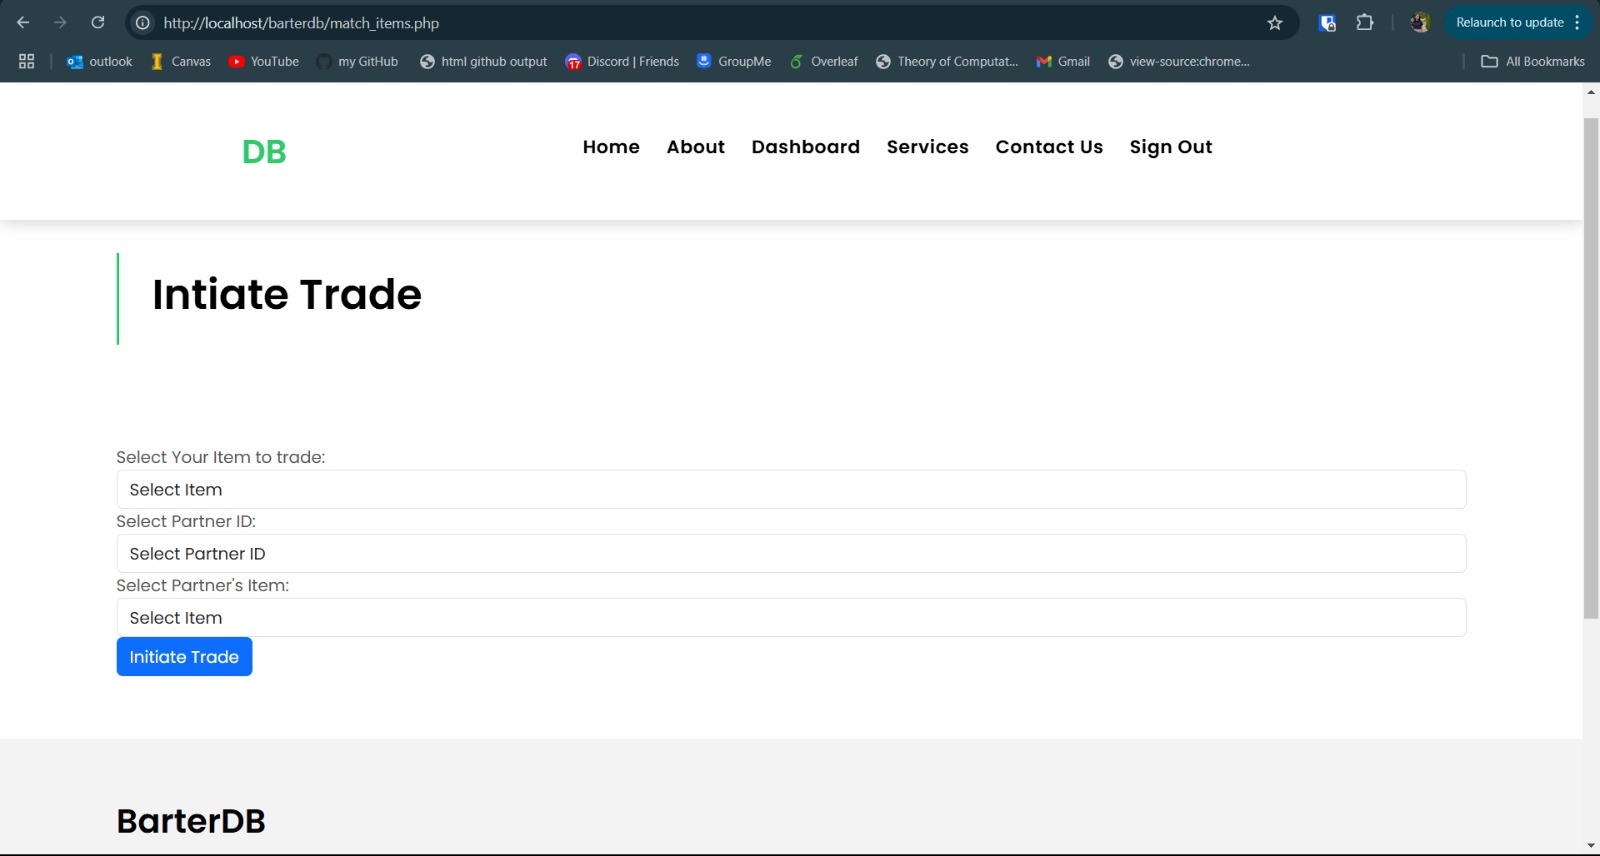 http://localhost/barterdb/match_items.php
Relaunch to update
outlook Canvas YouTube my GitHub html github output 17 Discord | Friends GroupMe Overleaf Theory of Computat... Gmail view-source:chrome... All Bookmarks
DB Home About Dashboard Services Contact Us Sign Out
Intiate Trade
Select Your Item to trade:
Select Item
Select Partner ID:
Select Partner ID
Select Partner's Item:
Select Item
Initiate Trade
BarterDB